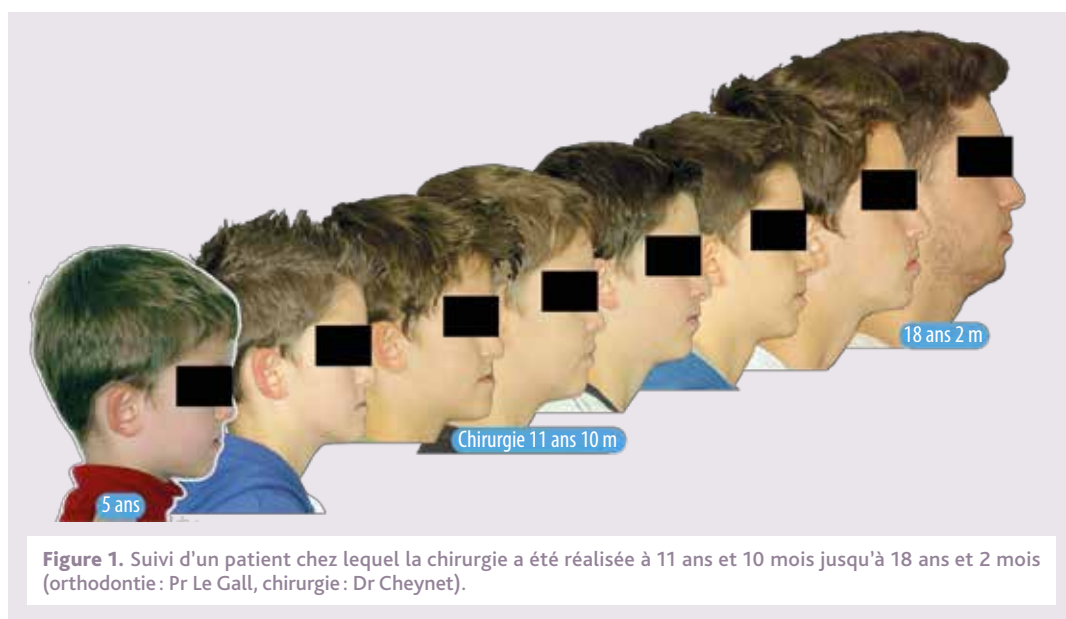 18 ans 2 m
Chirurgie 11 ans 10 m
5 ans
Figure 1. Suivi d'un patient chez lequel la chirurgie a été réalisée à 11 ans et 10 mois jusqu'à 18 ans et 2 mois
(orthodontie : Pr Le Gall, chirurgie : Dr Cheynet).